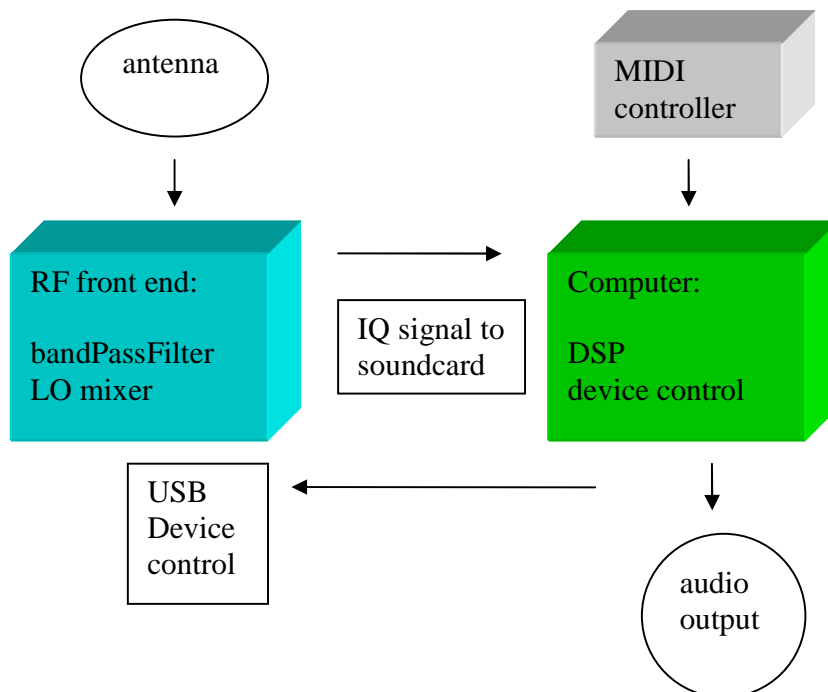 antenna
MIDI
controller
RF front end:
bandPassFilter
LO mixer
IQ signal to
soundcard
Computer:
DSP
device control
USB
Device
control
audio
output